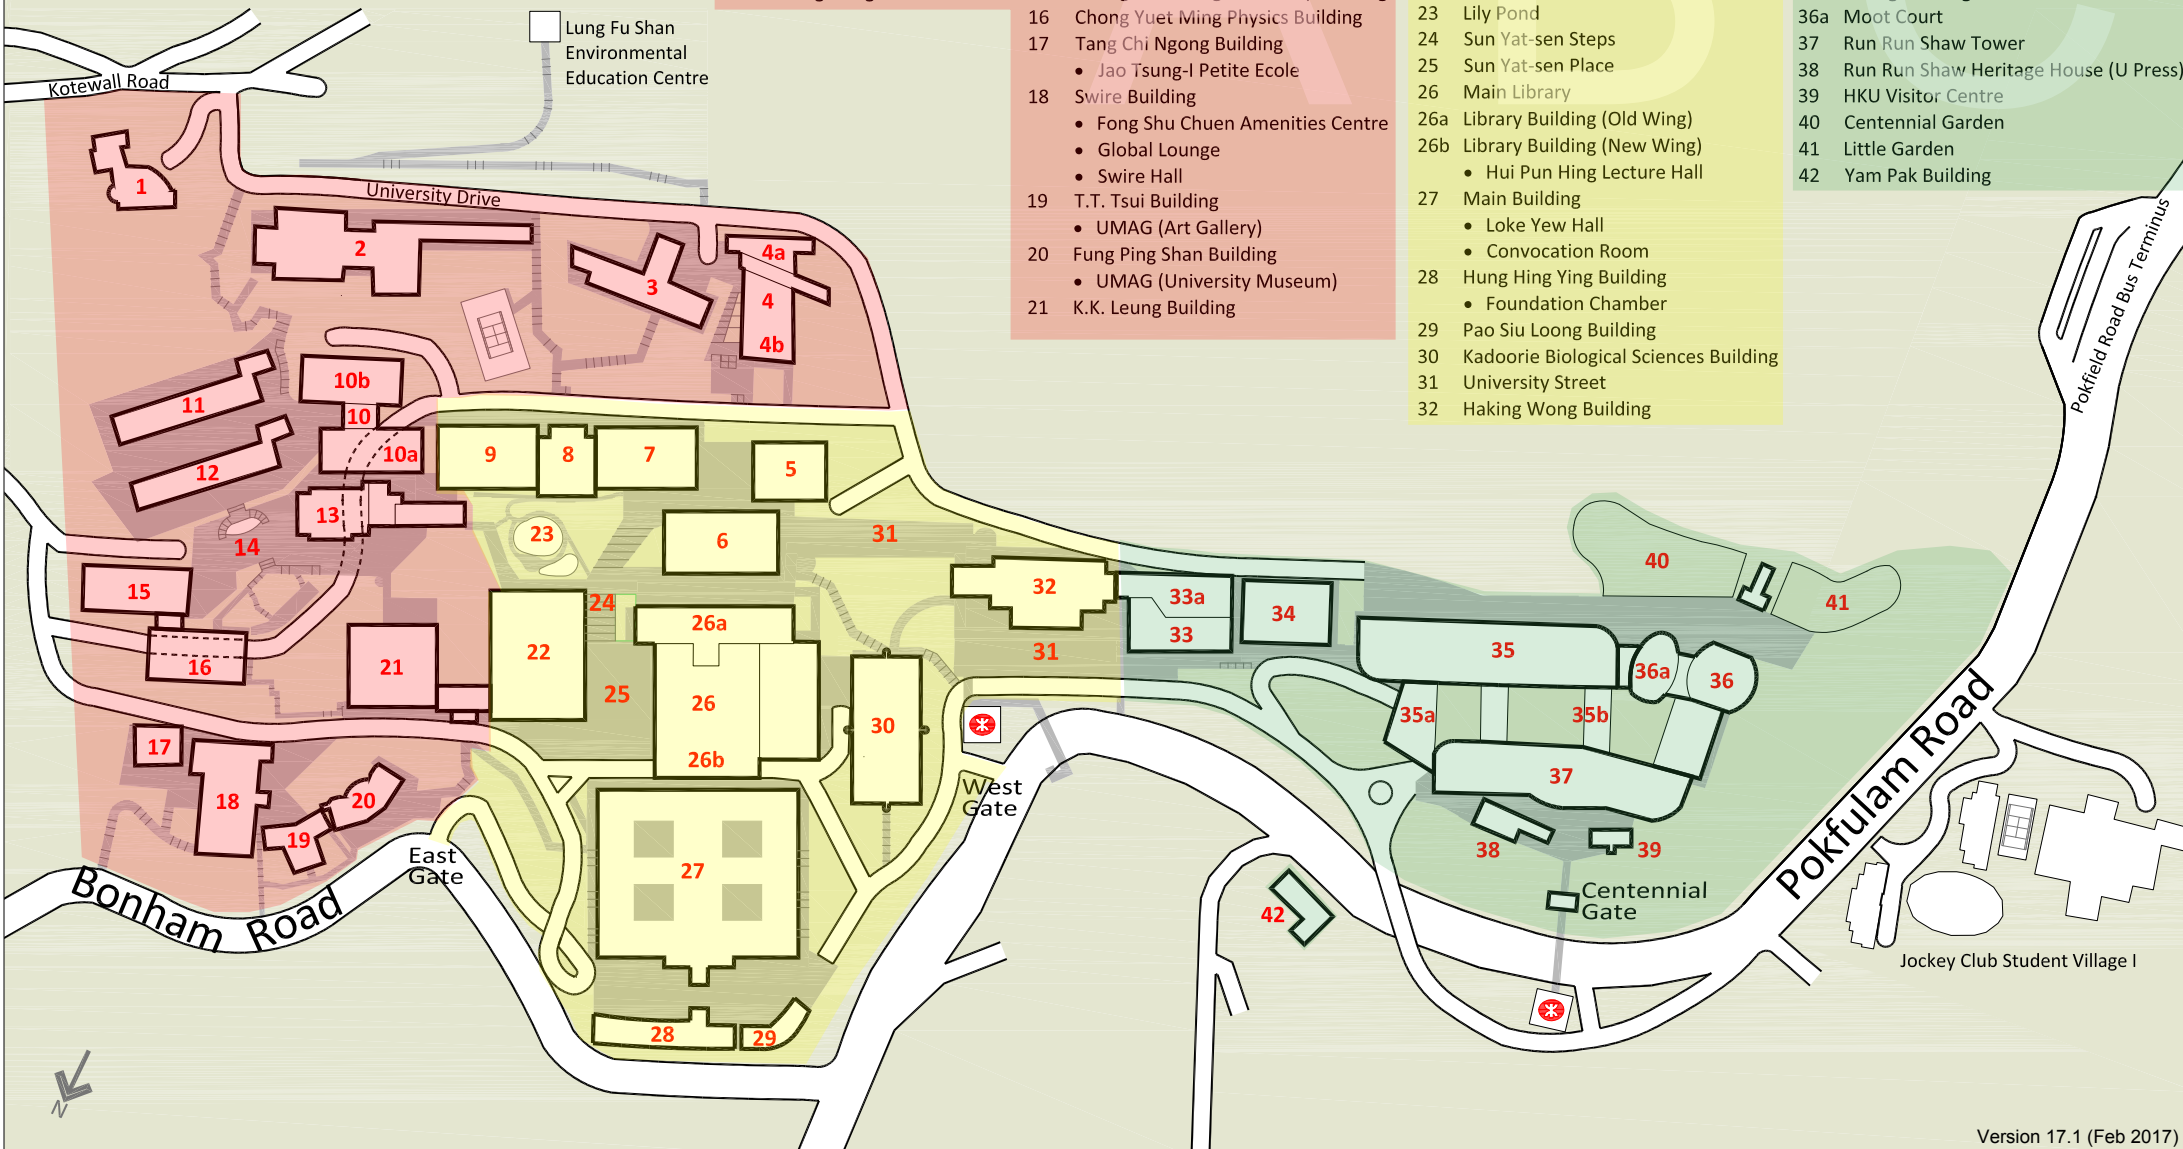 Lung Fu Shan
Environmental
Education Centre
Kotewall Road
University Drive
16 Chong Yuet Ming Physics Building
17 Tang Chi Ngong Building
• Jao Tsung-I Petite Ecole
18 Swire Building
• Fong Shu Chuen Amenities Centre
• Global Lounge
• Swire Hall
19 T.T. Tsui Building
• UMAG (Art Gallery)
20 Fung Ping Shan Building
• UMAG (University Museum)
21 K.K. Leung Building
A
23 Lily Pond
24 Sun Yat-sen Steps
25 Sun Yat-sen Place
26 Main Library
26a Library Building (Old Wing)
26b Library Building (New Wing)
• Hui Pun Hing Lecture Hall
27 Main Building
• Loke Yew Hall
• Convocation Room
28 Hung Hing Ying Building
• Foundation Chamber
29 Pao Siu Loong Building
30 Kadoorie Biological Sciences Building
31 University Street
32 Haking Wong Building
36a Moot Court
37 Run Run Shaw Tower
38 Run Run Shaw Heritage House (U Press)
39 HKU Visitor Centre
40 Centennial Garden
41 Little Garden
42 Yam Pak Building
Pokfield Road Bus Terminus
1
2
3
4a
4
4b
10b
10
10a
11
12
13
14
15
16
17
18
19
20
21
9
8
7
5
6
23
31
22
24
25
26a
26
26b
27
28
29
30
32
31
33a
33
34
35
35a
35b
36a
36
37
38
39
40
41
42
West
Gate
East
Gate
Centennial
Gate
Bonham Road
Pokfulam Road
Jockey Club Student Village I
N
Version 17.1 (Feb 2017)